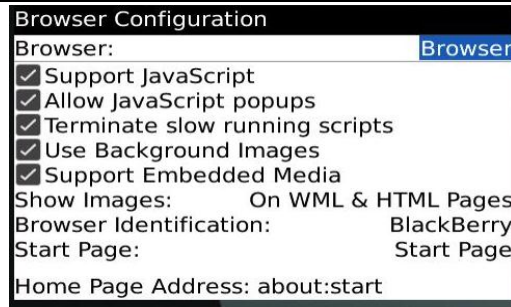 Browser Configuration
Browser: Browser
Support JavaScript
Allow JavaScript popups
Terminate slow running scripts
Use Background Images
Support Embedded Media
Show Images: On WML & HTML Pages
Browser Identification: BlackBerry
Start Page: Start Page
Home Page Address: about:start